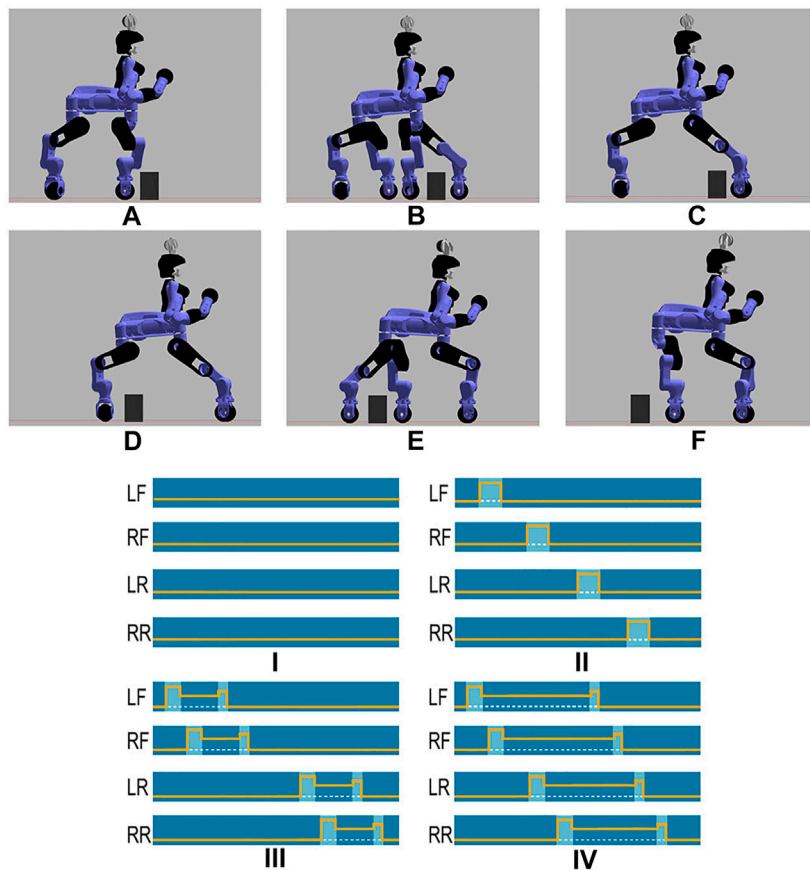 A B C
D E F
LF LF
RF RF
LR LR
RR RR
I II
LF LF
RF RF
LR LR
RR RR
III IV